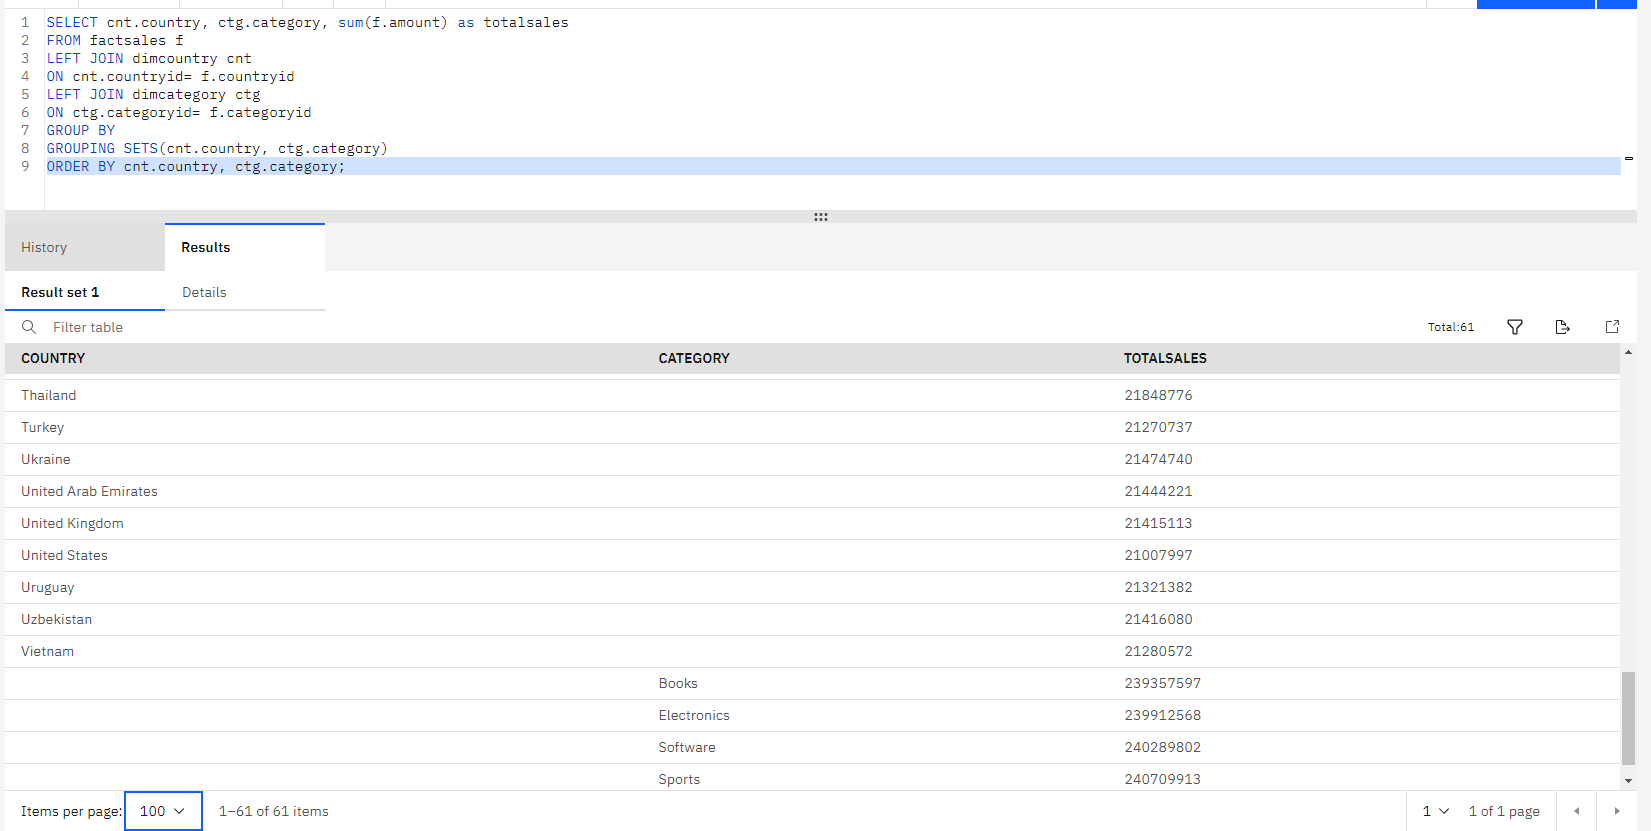 1 SELECT cnt.country, ctg.category, sum(f.amount) as totalsales
2 FROM factsales f
3 LEFT JOIN dimcountry cnt
4 ON cnt.countryid= f.countryid
5 LEFT JOIN dimcategory ctg
6 ON ctg.categoryid= f.categoryid
7 GROUP BY
8 GROUPING SETS(cnt.country, ctg.category)
9 ORDER BY cnt.country, ctg.category;
History Results
Result set 1 Details
Filter table Total:61
COUNTRY CATEGORY TOTALSALES
Thailand 21848776
Turkey 21270737
Ukraine 21474740
United Arab Emirates 21444221
United Kingdom 21415113
United States 21007997
Uruguay 21321382
Uzbekistan 21416080
Vietnam 21280572
Books 239357597
Electronics 239912568
Software 240289802
Sports 240709913
Items per page: 100 1–61 of 61 items 1 1 of 1 page